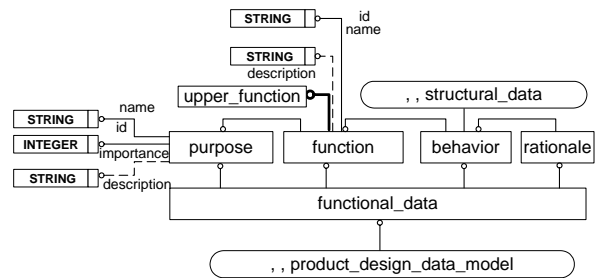 STRING
id
name
STRING
description
upper_function
, , structural_data
name
STRING
id
INTEGER
importance
purpose
function
behavior
rationale
STRING
description
functional_data
, , product_design_data_model